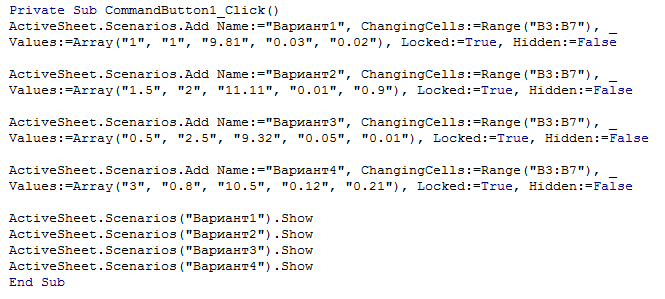 Private Sub CommandButton1_Click()
ActiveSheet.Scenarios.Add Name:="Вариант1", ChangingCells:=Range("B3:B7"), _
Values:=Array("1", "1", "9.81", "0.03", "0.02"), Locked:=True, Hidden:=False
ActiveSheet.Scenarios.Add Name:="Вариант2", ChangingCells:=Range("B3:B7"), _
Values:=Array("1.5", "2", "11.11", "0.01", "0.9"), Locked:=True, Hidden:=False
ActiveSheet.Scenarios.Add Name:="Вариант3", ChangingCells:=Range("B3:B7"), _
Values:=Array("0.5", "2.5", "9.32", "0.05", "0.01"), Locked:=True, Hidden:=False
ActiveSheet.Scenarios.Add Name:="Вариант4", ChangingCells:=Range("B3:B7"), _
Values:=Array("3", "0.8", "10.5", "0.12", "0.21"), Locked:=True, Hidden:=False
ActiveSheet.Scenarios("Вариант1").Show
ActiveSheet.Scenarios("Вариант2").Show
ActiveSheet.Scenarios("Вариант3").Show
ActiveSheet.Scenarios("Вариант4").Show
End Sub